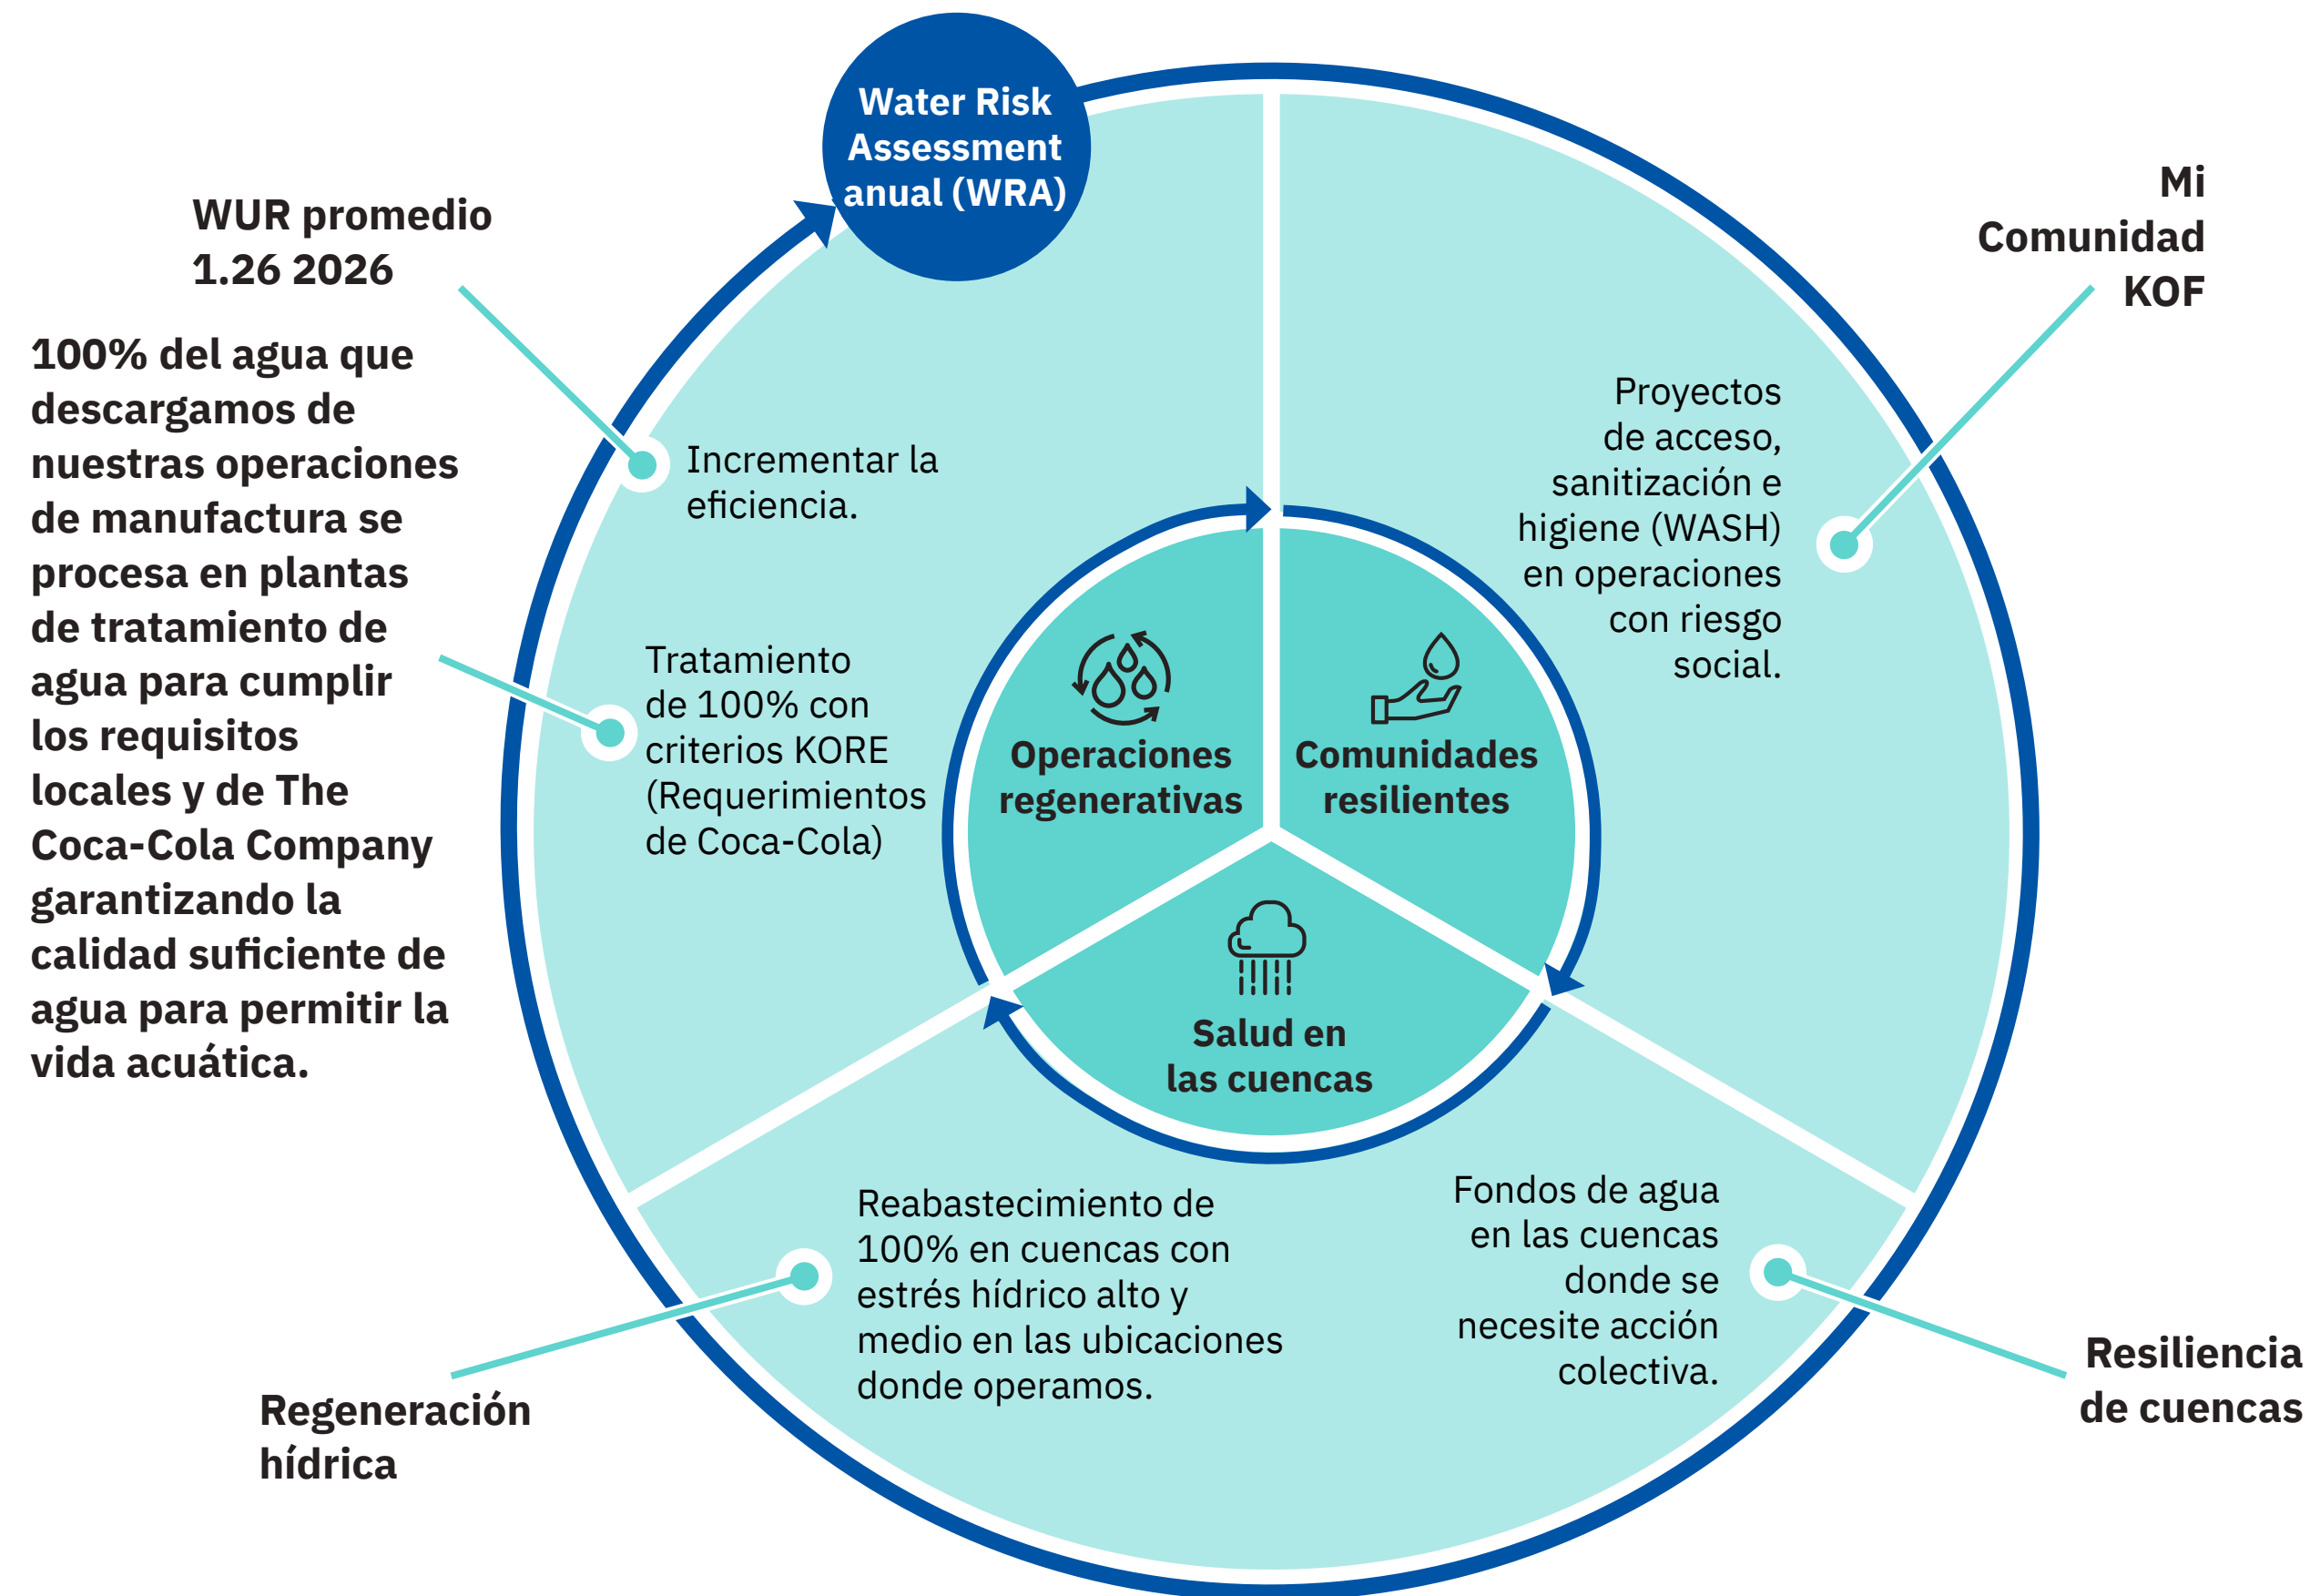 Water Risk
Assessment
anual (WRA)
WUR promedio
1.26 2026
100% del agua que
descargamos de
nuestras operaciones
de manufactura se
procesa en plantas
de tratamiento de
agua para cumplir
los requisitos
locales y de The
Coca-Cola Company
garantizando la
calidad suficiente de
agua para permitir la
vida acuática.
Incrementar la
eficiencia.
Tratamiento
de 100% con
criterios KORE
(Requerimientos
de Coca-Cola)
Mi
Comunidad
KOF
Proyectos
de acceso,
sanitización e
higiene (WASH)
en operaciones
con riesgo
social.
Operaciones
regenerativas
Comunidades
resilientes
Salud en
las cuencas
Reabastecimiento de
100% en cuencas con
estrés hídrico alto y
medio en las ubicaciones
donde operamos.
Fondos de agua
en las cuencas
donde se
necesite acción
colectiva.
Regeneración
hídrica
Resiliencia
de cuencas